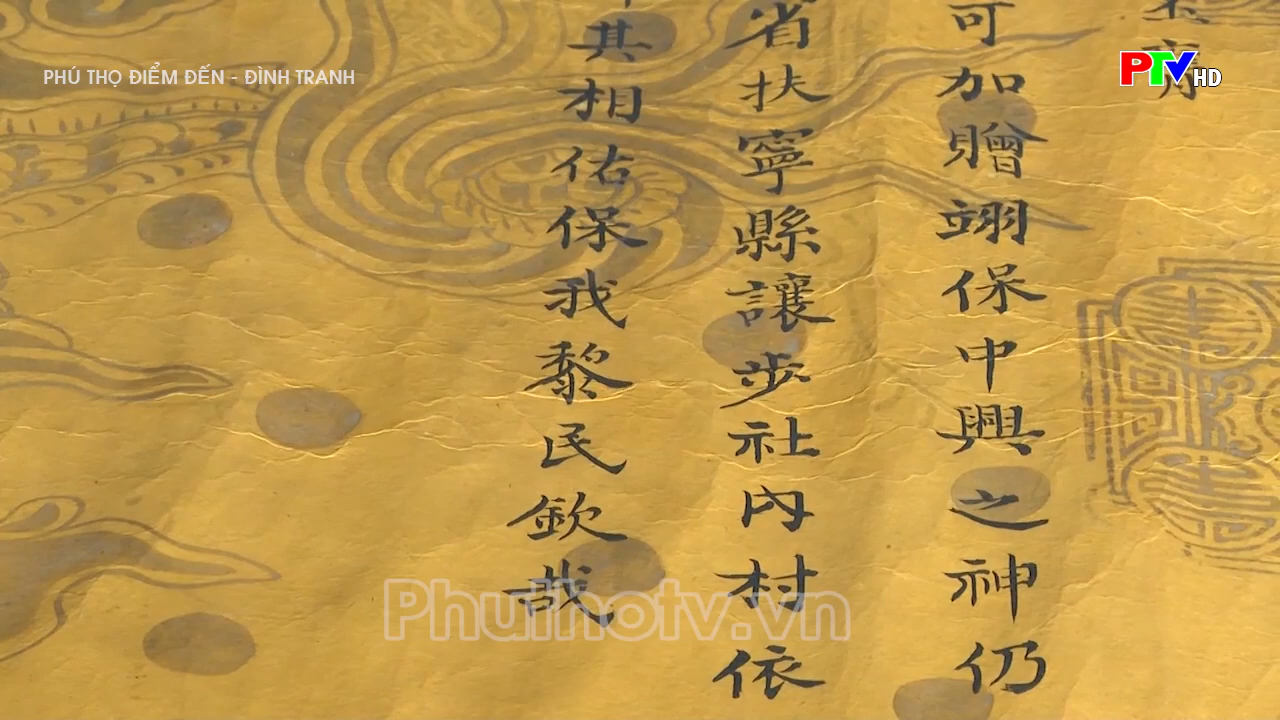 PHÚ THỌ ĐIỂM ĐẾN - ĐÌNH TRANH
PTV HD
齊
可加贈翊保中興之神仍
省扶寧縣讓步社內村依
其相佑保我黎民欽哉
Phuthotv.vn